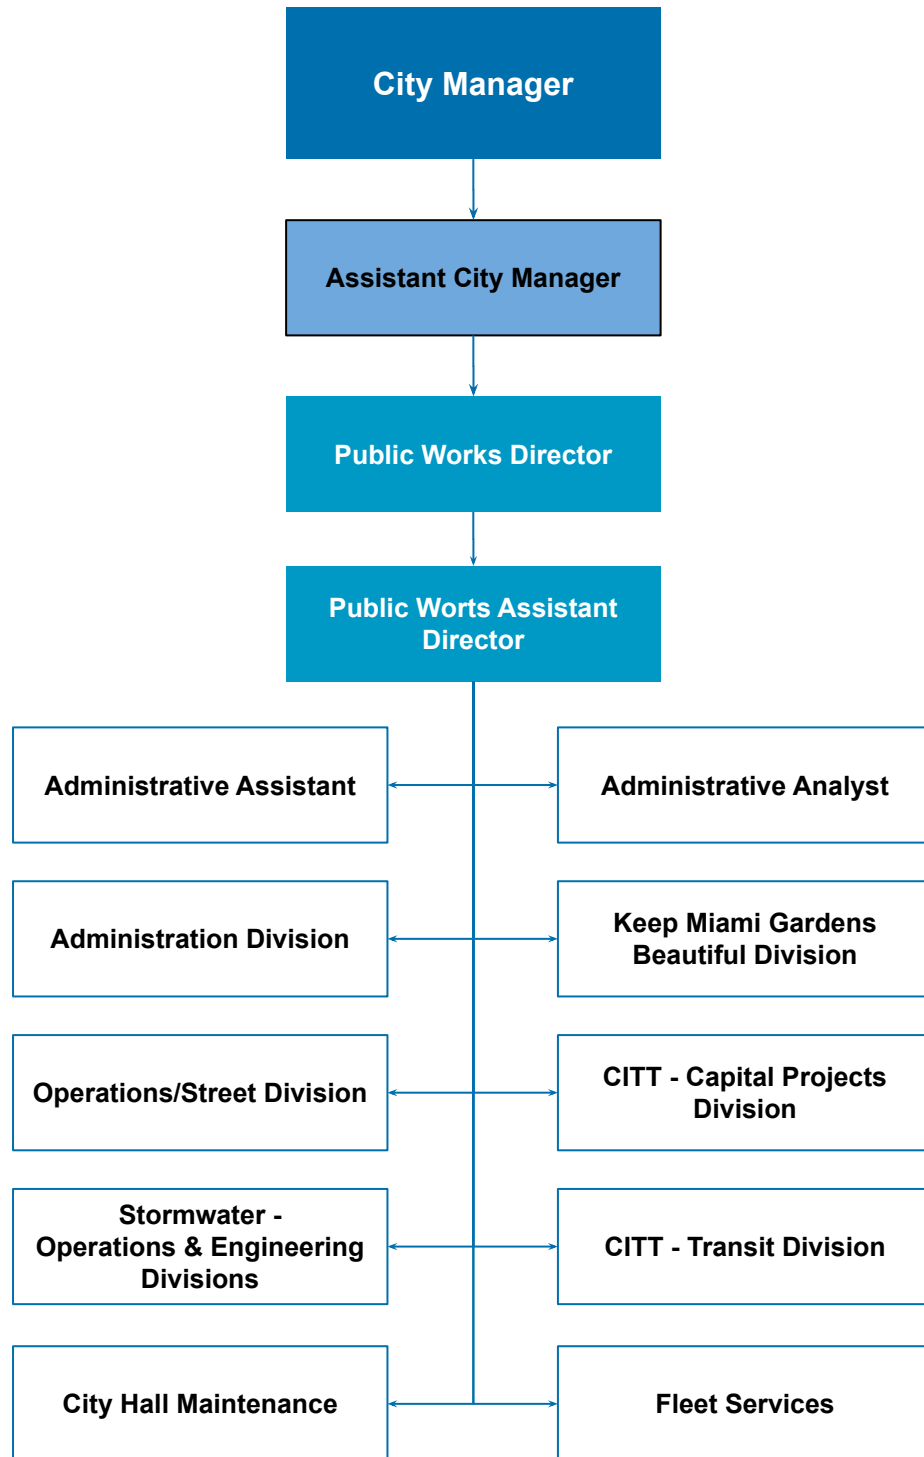 City Manager
Assistant City Manager
Public Works Director
Public Worts Assistant
Director
Administrative Assistant
Administrative Analyst
Administration Division
Keep Miami Gardens
Beautiful Division
Operations/Street Division
CITT - Capital Projects
Division
Stormwater -
Operations & Engineering
Divisions
CITT - Transit Division
City Hall Maintenance
Fleet Services